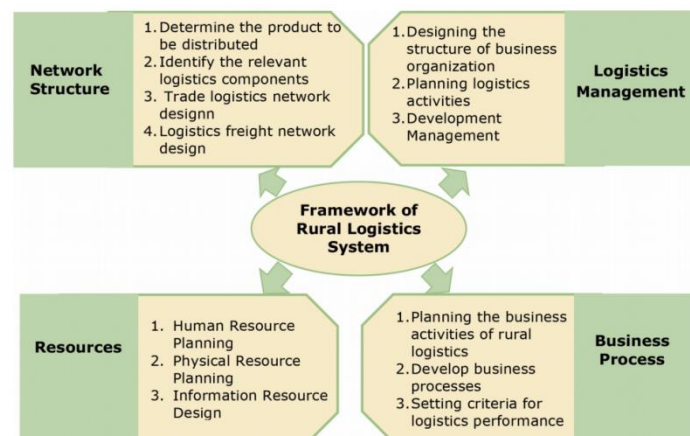 Network
Structure
1. Determine the product to
be distributed
2. Identify the relevant
logistics components
3. Trade logistics network
designn
4. Logistics freight network
design
1. Designing the
structure of business
organization
2. Planning logistics
activities
3. Development
Management
Logistics
Management
Framework of
Rural Logistics
System
Resources
1. Human Resource
Planning
2. Physical Resource
Planning
3. Information Resource
Design
1. Planning the business
activities of rural
logistics
2. Develop business
processes
3. Setting criteria for
logistics performance
Business
Process